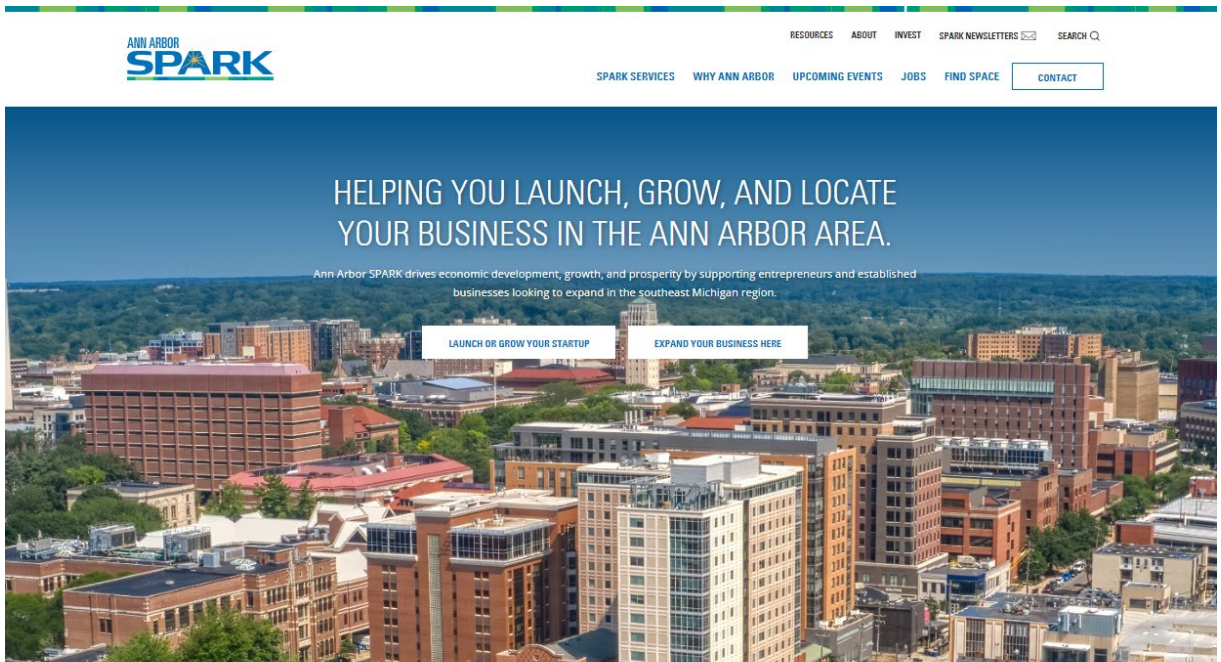 ANN ARBOR
SPARK
RESOURCES ABOUT INVEST SPARK NEWSLETTERS SEARCH
SPARK SERVICES WHY ANN ARBOR UPCOMING EVENTS JOBS FIND SPACE CONTACT
HELPING YOU LAUNCH, GROW, AND LOCATE
YOUR BUSINESS IN THE ANN ARBOR AREA.
Ann Arbor SPARK drives economic development, growth, and prosperity by supporting entrepreneurs and established
businesses looking to expand in the southeast Michigan region.
LAUNCH OR GROW YOUR STARTUP EXPAND YOUR BUSINESS HERE